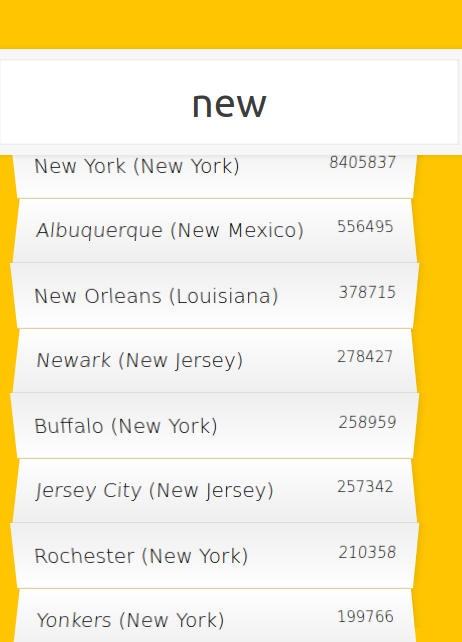 new
New York (New York) 8405837
Albuquerque (New Mexico) 556495
New Orleans (Louisiana) 378715
Newark (New Jersey) 278427
Buffalo (New York) 258959
Jersey City (New Jersey) 257342
Rochester (New York) 210358
Yonkers (New York) 199766